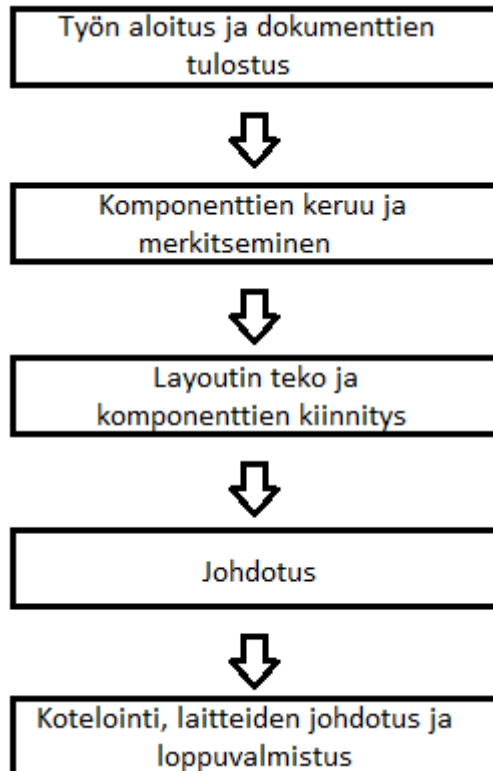 Työn aloitus ja dokumenttien
tulostus
Komponenttien keruu ja
merkitseminen
Layoutin teko ja
komponenttien kiinnitys
Johdotus
Kotelointi, laitteiden johdotus ja
loppuvalmistus